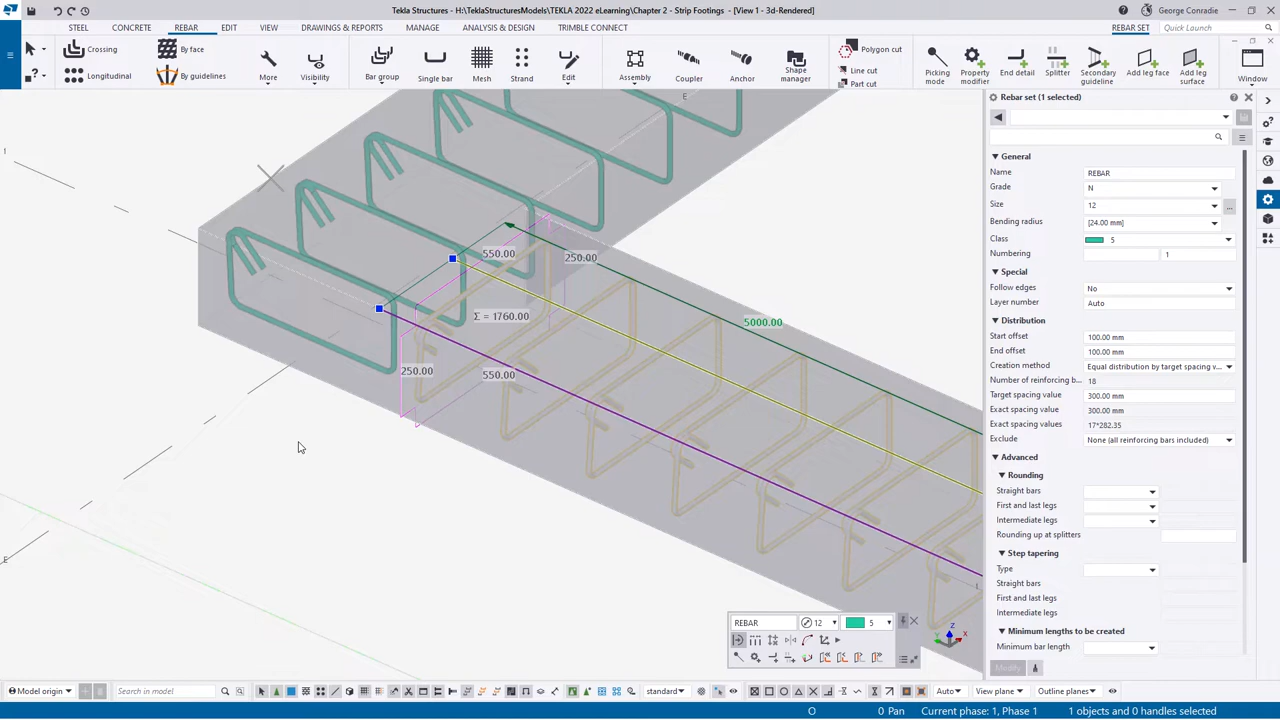 Tekla Structures - H:\TeklaStructuresModels\TEKLA 2022 eLearning\Chapter 2 - Strip Footings - [View 1 - 3d-Rendered]
George Conradie
STEEL CONCRETE REBAR EDIT VIEW DRAWINGS & REPORTS MANAGE ANALYSIS & DESIGN TRIMBLE CONNECT REBAR SET Quick Launch
Crossing
Longitudinal
By face
By guidelines
More
Visibility
Bar group
Single bar
Mesh
Strand
Edit
Assembly
Coupler
Anchor
Shape manager
Polygon cut
Line cut
Part cut
Picking mode
Property modifier
End detail
Splitter
Secondary guideline
Add leg face
Add leg surface
Window
E
1
550.00
250.00
Σ = 1760.00
5000.00
250.00
550.00
E
Rebar set (1 selected)
General
Name REBAR
Grade N
Size 12 ...
Bending radius [24.00 mm]
Class 5
Numbering 1
Special
Follow edges No
Layer number Auto
Distribution
Start offset 100.00 mm
End offset 100.00 mm
Creation method Equal distribution by target spacing v...
Number of reinforcing b... 18
Target spacing value 300.00 mm
Exact spacing value 300.00 mm
Exact spacing values 17*282.35
Exclude None (all reinforcing bars included)
Advanced
Rounding
Straight bars
First and last legs
Intermediate legs
Rounding up at splitters
Step tapering
Type
Straight bars
First and last legs
Intermediate legs
Minimum lengths to be created
Minimum bar length
Modify
REBAR 12 5
Z
X
Model origin
Search in model
standard
Auto
View plane
Outline planes
O 0 Pan Current phase: 1, Phase 1 1 objects and 0 handles selected